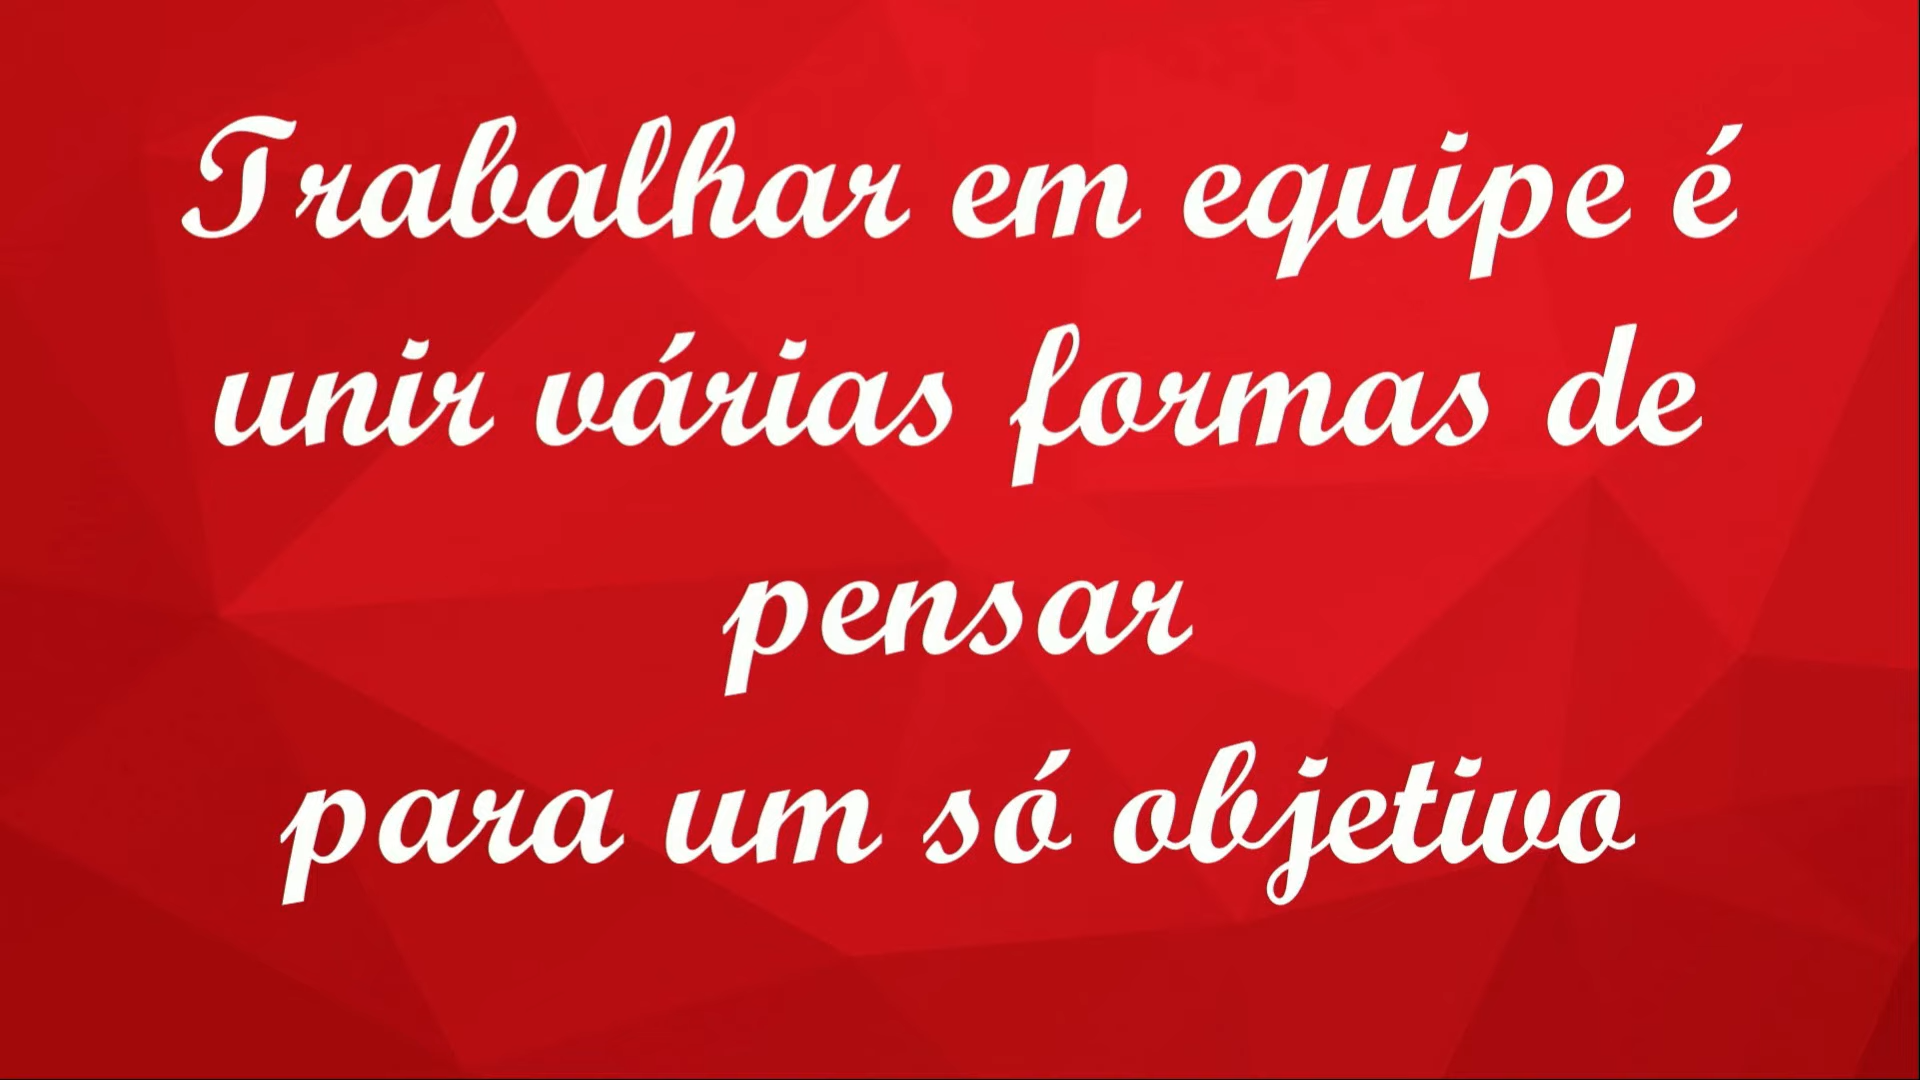 Trabalhar em equipe é
unir várias formas de
pensar
para um só objetivo